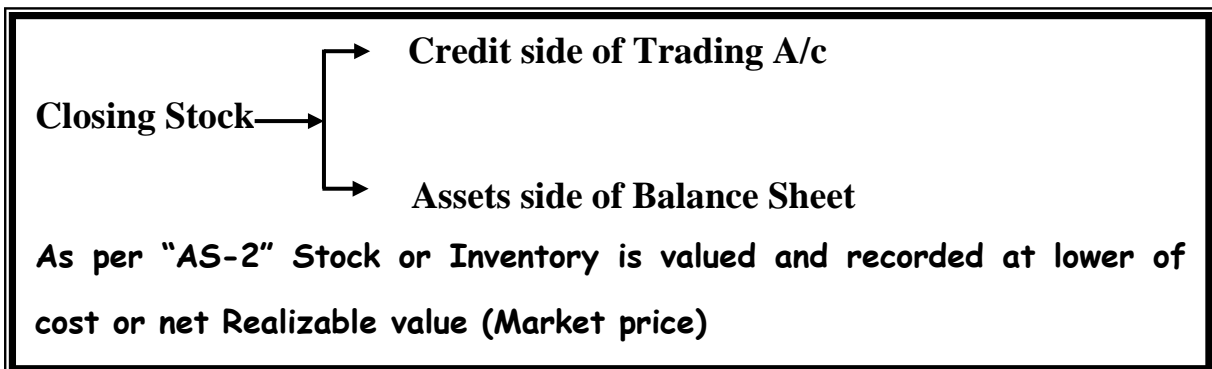 Credit side of Trading A/c
Closing Stock
Assets side of Balance Sheet
As per “AS-2” Stock or Inventory is valued and recorded at lower of
cost or net Realizable value (Market price)